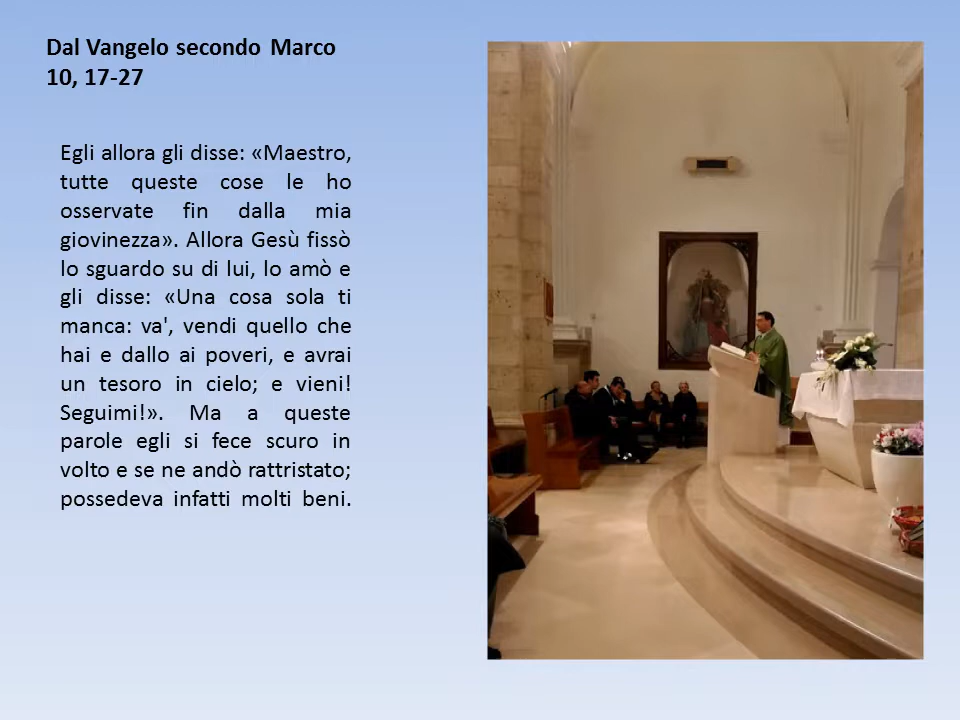 Dal Vangelo secondo Marco
10, 17-27
Egli allora gli disse: «Maestro,
tutte queste cose le ho
osservate fin dalla mia
giovinezza». Allora Gesù fissò
lo sguardo su di lui, lo amò e
gli disse: «Una cosa sola ti
manca: va', vendi quello che
hai e dallo ai poveri, e avrai
un tesoro in cielo; e vieni!
Seguimi!». Ma a queste
parole egli si fece scuro in
volto e se ne andò rattristato;
possedeva infatti molti beni.